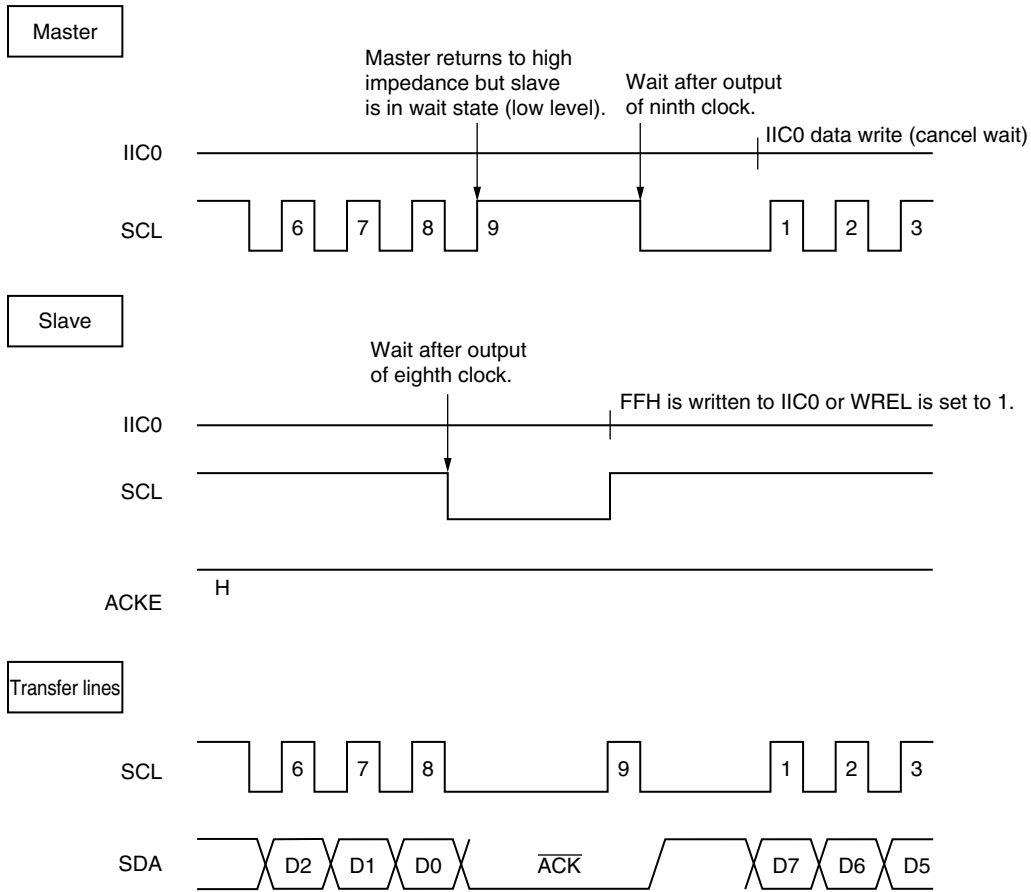 Master
Master returns to high
impedance but slave
is in wait state (low level).
Wait after output
of ninth clock.
IIC0 data write (cancel wait)
IIC0
SCL 6 7 8 9 1 2 3
Slave
Wait after output
of eighth clock.
FFH is written to IIC0 or WREL is set to 1.
IIC0
SCL
H
ACKE
Transfer lines
SCL 6 7 8 9 1 2 3
SDA D2 D1 D0 A̅C̅K̅ D7 D6 D5